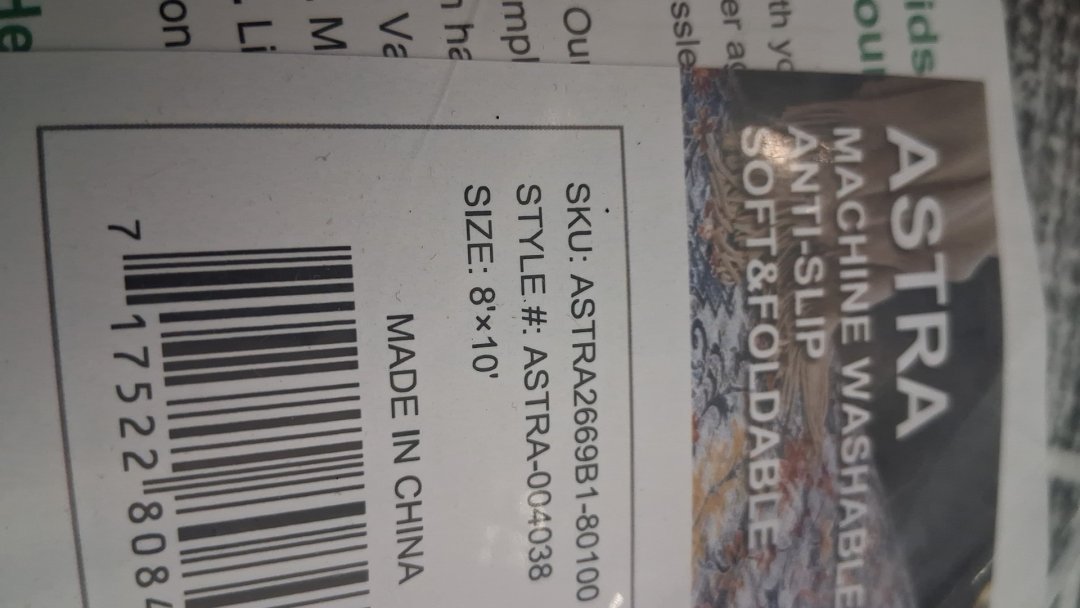 ASTRA
MACHINE WASHABLE
ANTI-SLIP
SOFT&FOLDABLE
SKU: ASTRA2669B1-80100
STYLE #: ASTRA-004038
SIZE: 8'×10'
MADE IN CHINA
7 17522 808